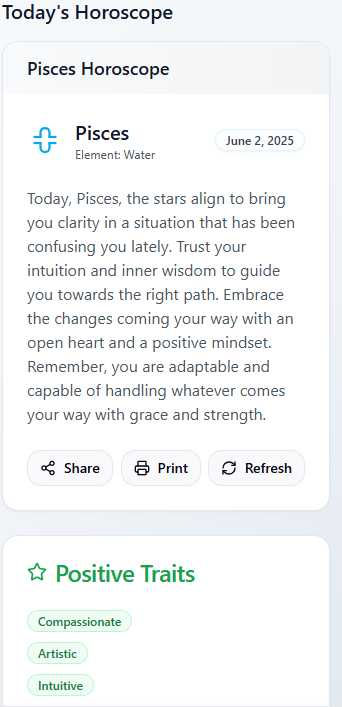 Today's Horoscope
Pisces Horoscope
Pisces
Element: Water
June 2, 2025
Today, Pisces, the stars align to bring
you clarity in a situation that has been
confusing you lately. Trust your
intuition and inner wisdom to guide
you towards the right path. Embrace
the changes coming your way with an
open heart and a positive mindset.
Remember, you are adaptable and
capable of handling whatever comes
your way with grace and strength.
Share
Print
Refresh
Positive Traits
Compassionate
Artistic
Intuitive